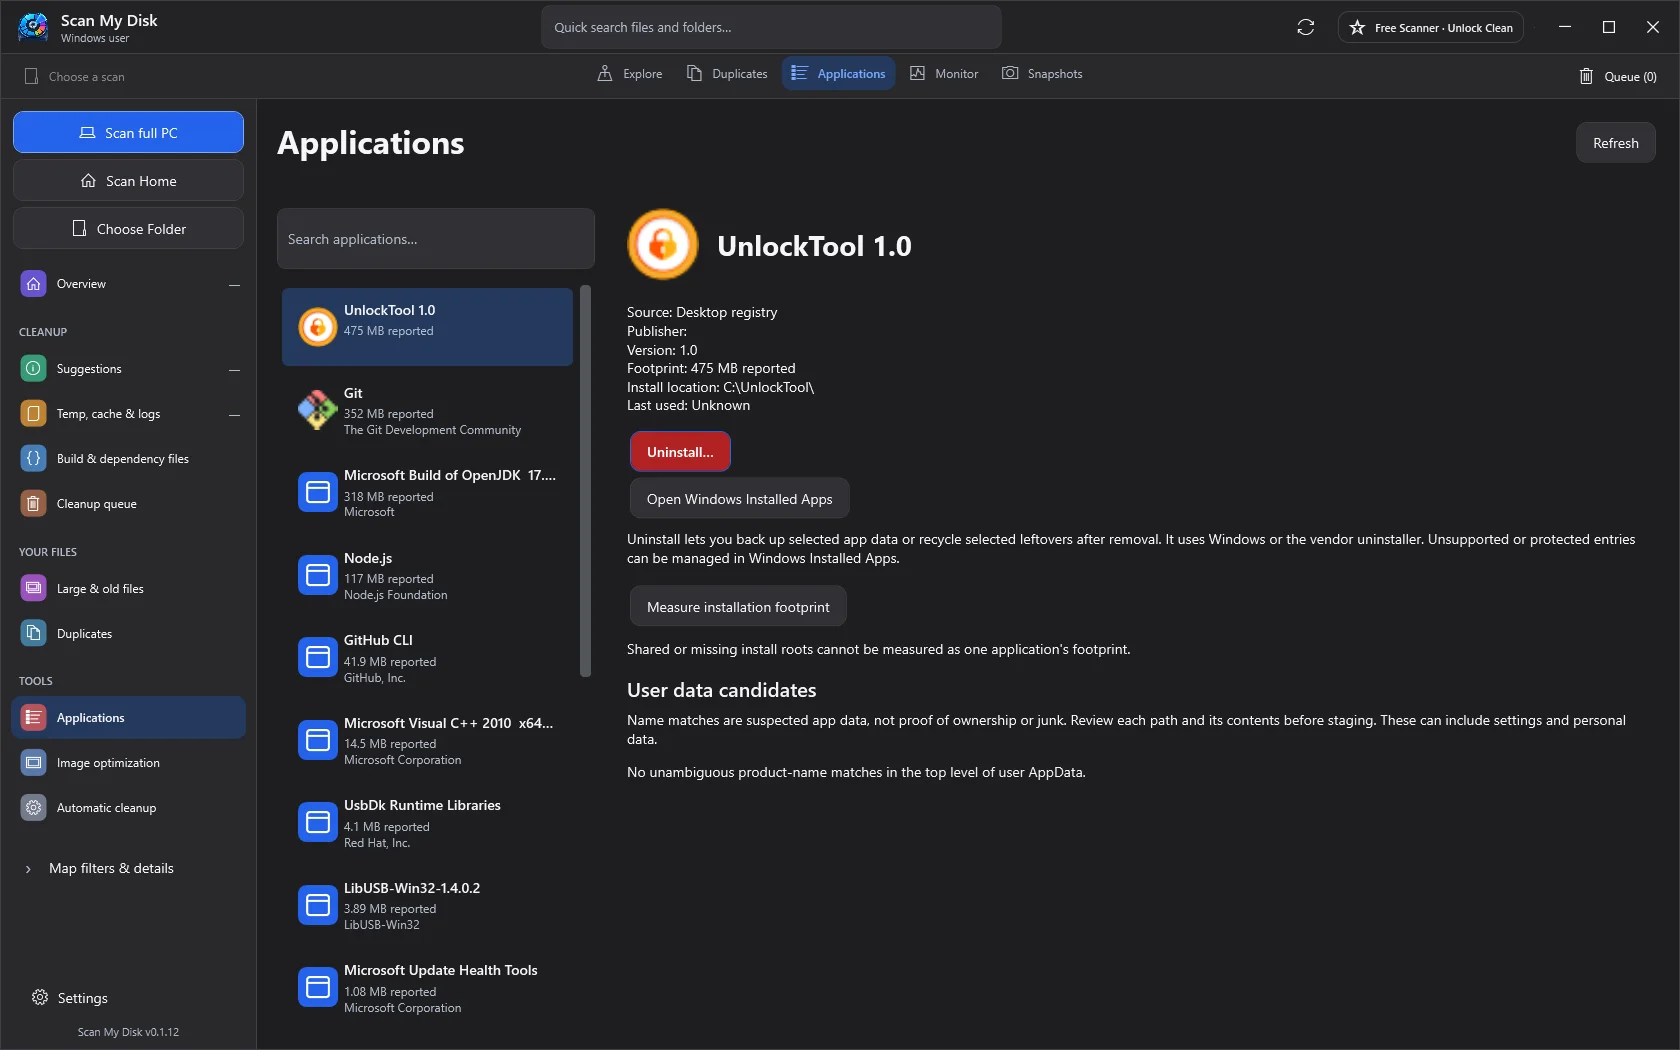 Scan My Disk
Windows user
Quick search files and folders...
Free Scanner · Unlock Clean
Choose a scan
Explore
Duplicates
Applications
Monitor
Snapshots
Queue (0)
Scan full PC
Scan Home
Choose Folder
Overview
CLEANUP
Suggestions
Temp, cache & logs
Build & dependency files
Cleanup queue
YOUR FILES
Large & old files
Duplicates
TOOLS
Applications
Image optimization
Automatic cleanup
Map filters & details
Settings
Scan My Disk v0.1.12
Applications
Refresh
Search applications...
UnlockTool 1.0
475 MB reported
Git
352 MB reported
The Git Development Community
Microsoft Build of OpenJDK 17....
318 MB reported
Microsoft
Node.js
117 MB reported
Node.js Foundation
GitHub CLI
41.9 MB reported
GitHub, Inc.
Microsoft Visual C++ 2010 x64...
14.5 MB reported
Microsoft Corporation
UsbDk Runtime Libraries
4.1 MB reported
Red Hat, Inc.
LibUSB-Win32-1.4.0.2
3.89 MB reported
LibUSB-Win32
Microsoft Update Health Tools
1.08 MB reported
Microsoft Corporation
UnlockTool 1.0
Source: Desktop registry
Publisher:
Version: 1.0
Footprint: 475 MB reported
Install location: C:\UnlockTool\
Last used: Unknown
Uninstall...
Open Windows Installed Apps
Uninstall lets you back up selected app data or recycle selected leftovers after removal. It uses Windows or the vendor uninstaller. Unsupported or protected entries
can be managed in Windows Installed Apps.
Measure installation footprint
Shared or missing install roots cannot be measured as one application's footprint.
User data candidates
Name matches are suspected app data, not proof of ownership or junk. Review each path and its contents before staging. These can include settings and personal
data.
No unambiguous product-name matches in the top level of user AppData.